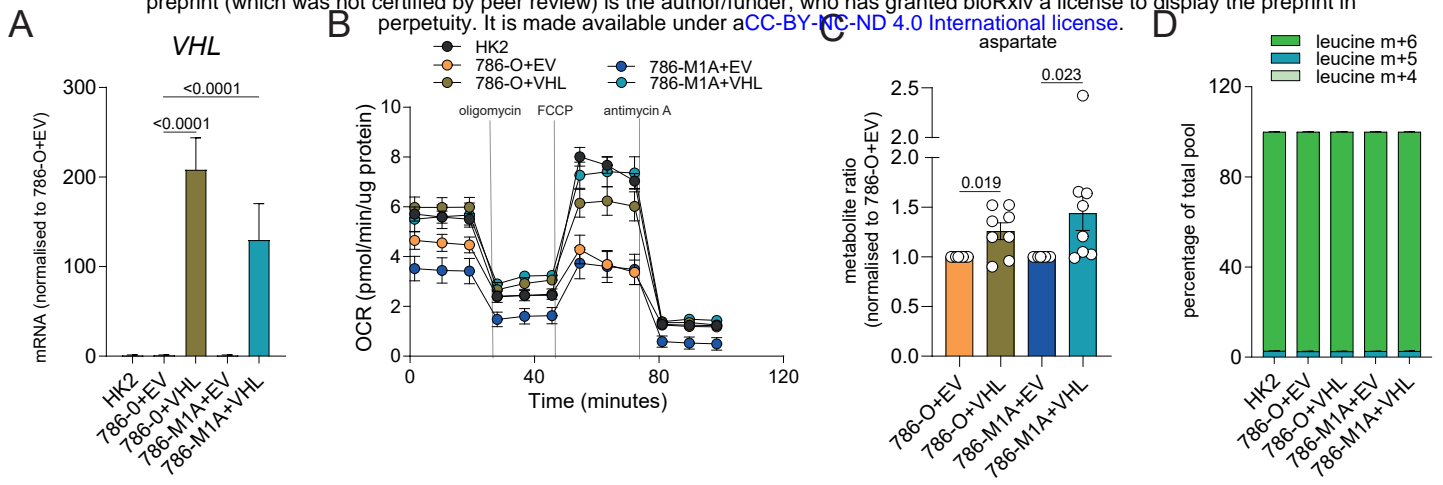 preprint (which was not certified by peer review) is the author/funder, who has granted bioRxiv a license to display the preprint in
perpetuity. It is made available under aCC-BY-NC-ND 4.0 International license.
A
VHL
mRNA (normalised to 786-O+EV)
300
200
100
0
<0.0001
<0.0001
HK2
786-0+EV
786-0+VHL
786-M1A+EV
786-M1A+VHL
B
HK2
786-O+EV
786-O+VHL
786-M1A+EV
786-M1A+VHL
oligomycin
FCCP
antimycin A
OCR (pmol/min/ug protein)
10
8
6
4
2
0
0
40
80
120
Time (minutes)
C
aspartate
metabolite ratio
(normalised to 786-O+EV)
2.5
2.0
2.0
1.5
1.0
0.5
0.0
0.019
0.023
786-O+EV
786-O+VHL
786-M1A+EV
786-M1A+VHL
D
leucine m+6
leucine m+5
leucine m+4
percentage of total pool
120
80
40
0
HK2
786-O+EV
786-O+VHL
786-M1A+EV
786-M1A+VHL